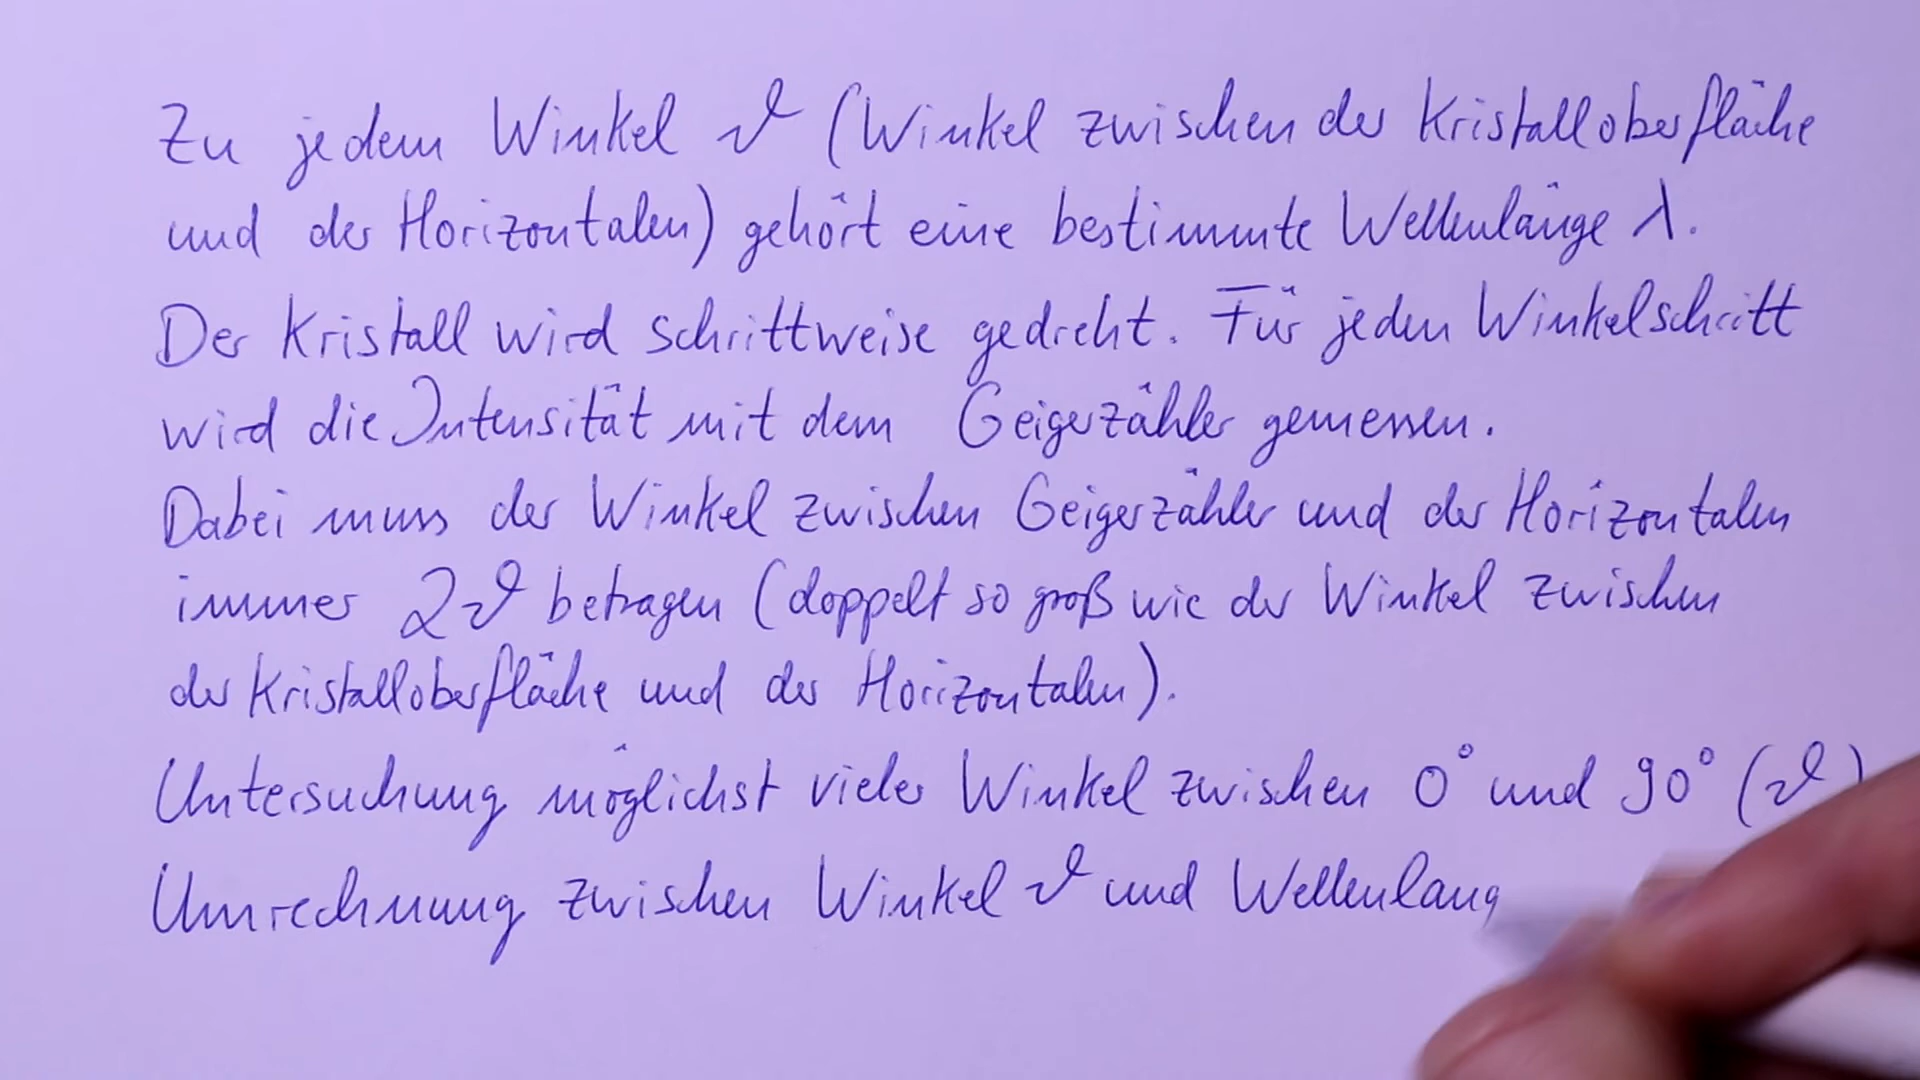 Zu jedem Winkel ϑ (Winkel zwischen der Kristalloberfläche
und der Horizontalen) gehört eine bestimmte Wellenlänge λ.
Der Kristall wird schrittweise gedreht. Für jeden Winkelschritt
wird die Intensität mit dem Geigerzähler gemessen.
Dabei muss der Winkel zwischen Geigerzähler und der Horizontalen
immer 2ϑ betragen (doppelt so groß wie der Winkel zwischen
der Kristalloberfläche und der Horizontalen).
Untersuchung möglichst vieler Winkel zwischen 0° und 90° (ϑ)
Umrechnung zwischen Winkel ϑ und Wellenlang